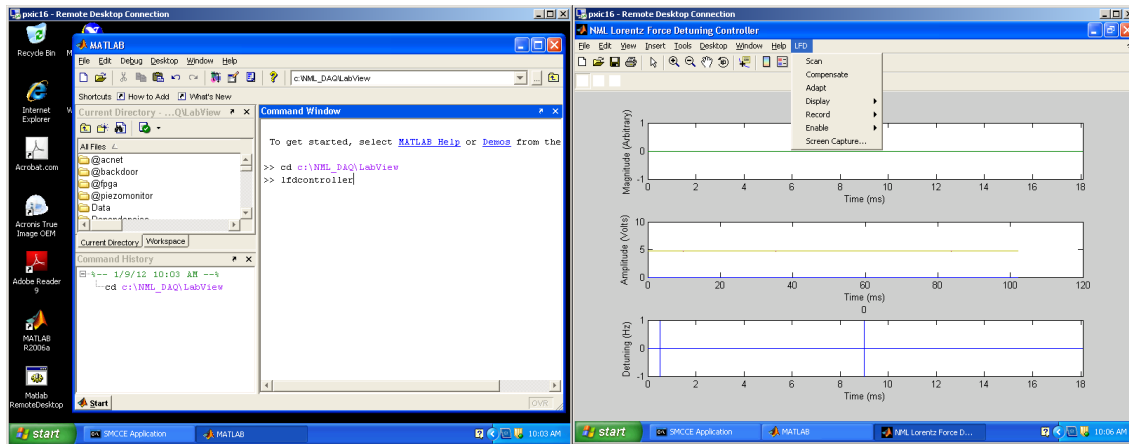 pxic16 - Remote Desktop Connection
Recycle Bin
M
Internet Explorer
W
Acrobat.com
Acronis True Image OEM
Adobe Reader 9
MATLAB R2006a
Matlab RemoteDesktop
MATLAB
File Edit Debug Desktop Window Help
c:\NML_DAQ\LabView
Shortcuts How to Add What's New
Current Directory - ...Q\LabView
All Files
@acnet
@backdoor
@fpga
@piezomonitor
Data
Dependencies
Current Directory Workspace
Command History
%-- 1/9/12 10:03 AM --%
cd c:\NML_DAQ\LabView
Command Window
To get started, select MATLAB Help or Demos from the
>> cd c:\NML_DAQ\LabView
>> lfdcontroller
Start
OVR
start SMCCE Application MATLAB 10:03 AM
pxic16 - Remote Desktop Connection
NML Lorentz Force Detuning Controller
File Edit View Insert Tools Desktop Window Help LFD
Scan
Compensate
Adapt
Display
Record
Enable
Screen Capture...
Magnitude (Arbitrary)
1
0
-1
0 2 4 6 8 10 12 14 16 18
Time (ms)
Amplitude (Volts)
10
5
0
0 20 40 60 80 100 120
Time (ms)
0
Detuning (Hz)
1
0
-1
0 2 4 6 8 10 12 14 16 18
Time (ms)
start SMCCE Application MATLAB NML Lorentz Force D... 10:06 AM